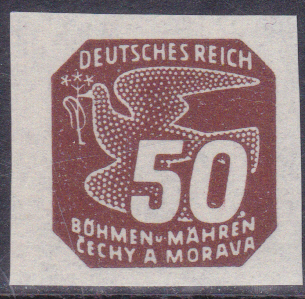 DEUTSCHES REICH
50
BÖHMEN u. MÄHREN
ČECHY A MORAVA